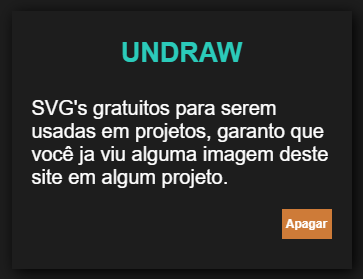 UNDRAW
SVG's gratuitos para serem
usadas em projetos, garanto que
você ja viu alguma imagem deste
site em algum projeto.
Apagar